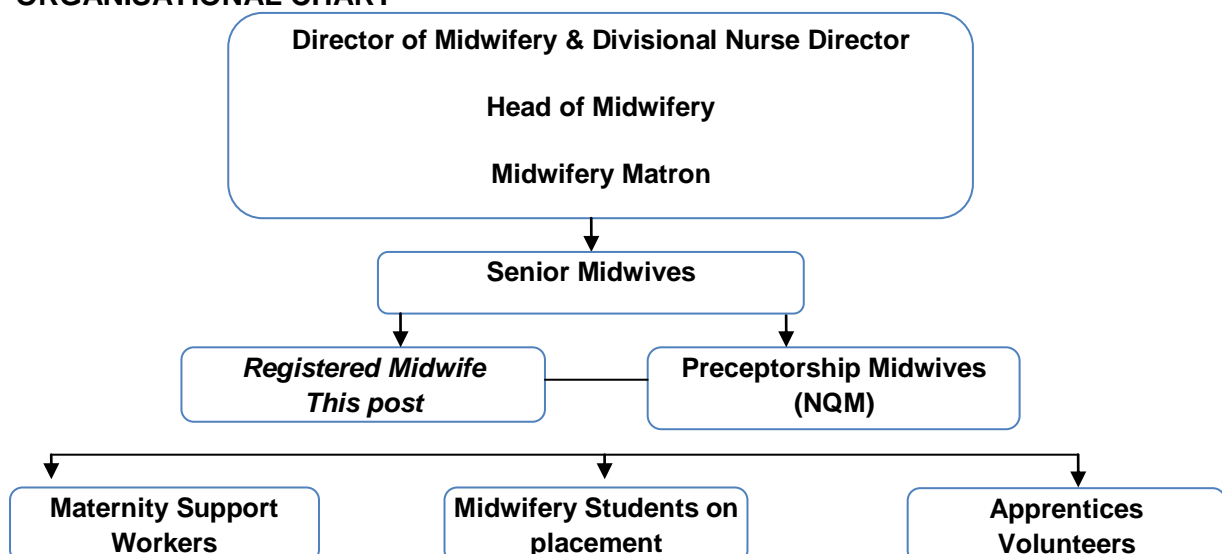 ORGANISATIONAL CHART
Director of Midwifery & Divisional Nurse Director
Head of Midwifery
Midwifery Matron
Senior Midwives
Registered Midwife
This post
Preceptorship Midwives
(NQM)
Maternity Support
Workers
Midwifery Students on
placement
Apprentices
Volunteers